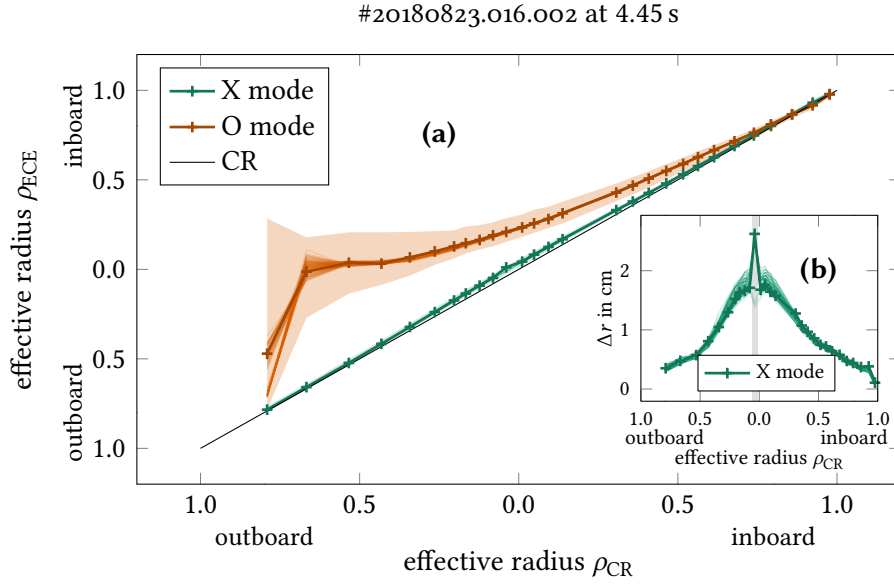 #20180823.016.002 at 4.45 s
X mode
O mode
CR
(a)
effective radius ρECE
inboard
outboard
1.0
0.5
0.0
0.5
1.0
1.0
0.5
0.0
0.5
1.0
outboard
inboard
effective radius ρCR
(b)
Δr in cm
2
1
0
X mode
1.0
0.5
0.0
0.5
1.0
outboard
inboard
effective radius ρCR